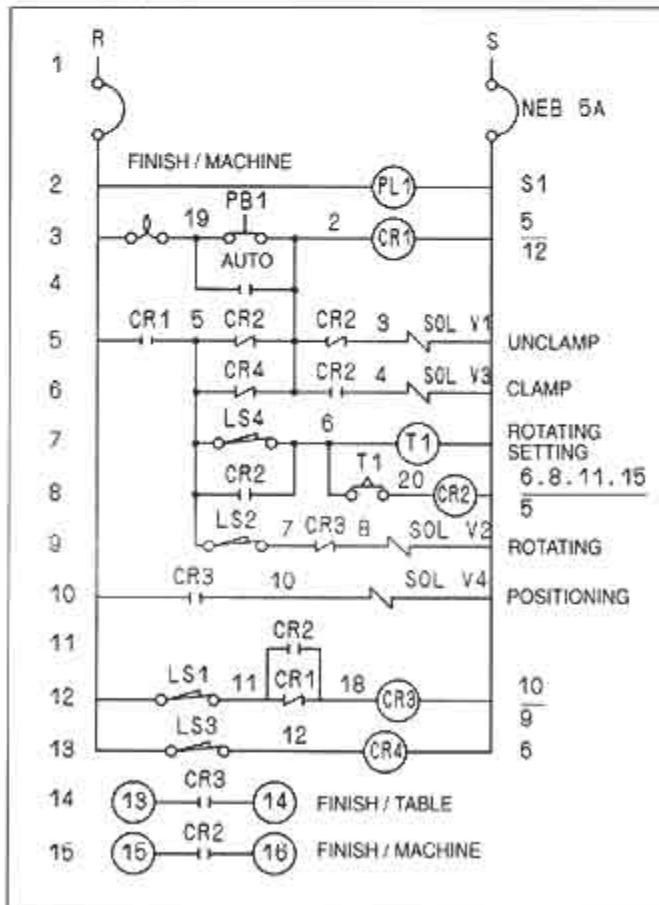 R S
1
NEB 5A
FINISH / MACHINE
2 PL1 S1
PB1
3 19 2 CR1 5
12
AUTO
4
5 CR1 5 CR2 CR2 3 SOL V1 UNCLAMP
6 CR4 CR2 4 SOL V3 CLAMP
7 LS4 6 T1 ROTATING
SETTING
8 CR2 T1 20 CR2 6.8.11.15
5
9 LS2 7 CR3 8 SOL V2 ROTATING
10 CR3 10 SOL V4 POSITIONING
11 CR2
12 LS1 11 CR1 18 CR3 10
9
13 LS3 12 CR4 6
14 13 CR3 14 FINISH / TABLE
15 15 CR2 16 FINISH / MACHINE